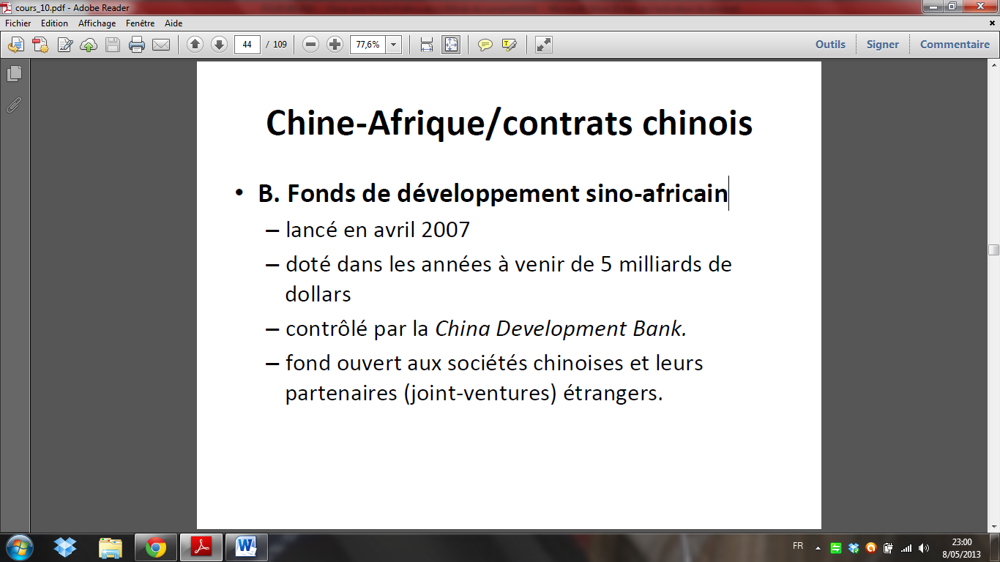 cours_10.pdf - Adobe Reader
Fichier Edition Affichage Fenêtre Aide
44 / 109 77,6% Outils Signer Commentaire
Chine-Afrique/contrats chinois
• B. Fonds de développement sino-africain
– lancé en avril 2007
– doté dans les années à venir de 5 milliards de
dollars
– contrôlé par la China Development Bank.
– fond ouvert aux sociétés chinoises et leurs
partenaires (joint-ventures) étrangers.
FR 23:00
8/05/2013